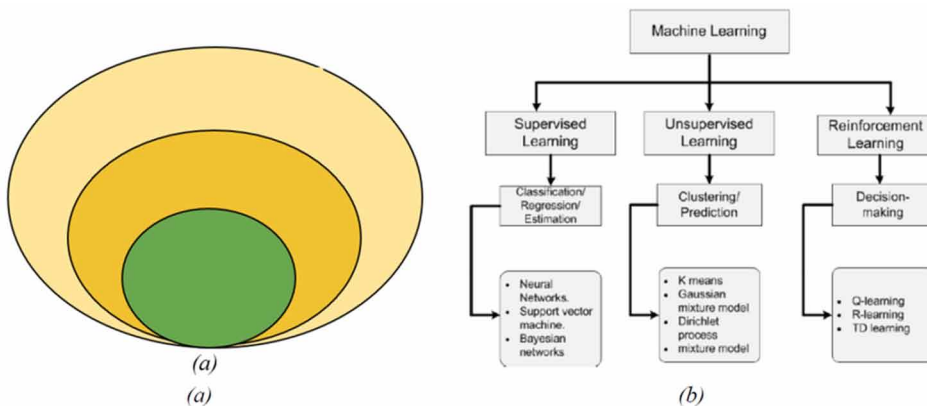 (a)
(a)
Machine Learning
Supervised
Learning
Classification/
Regression/
Estimation
• Neural
Networks.
• Support vector
machine.
• Bayesian
networks
Unsupervised
Learning
Clustering/
Prediction
• K means
• Gaussian
mixture model
• Dirichlet
process
• mixture model
Reinforcement
Learning
Decision-
making
• Q-learning
• R-learning
• TD learning
(b)